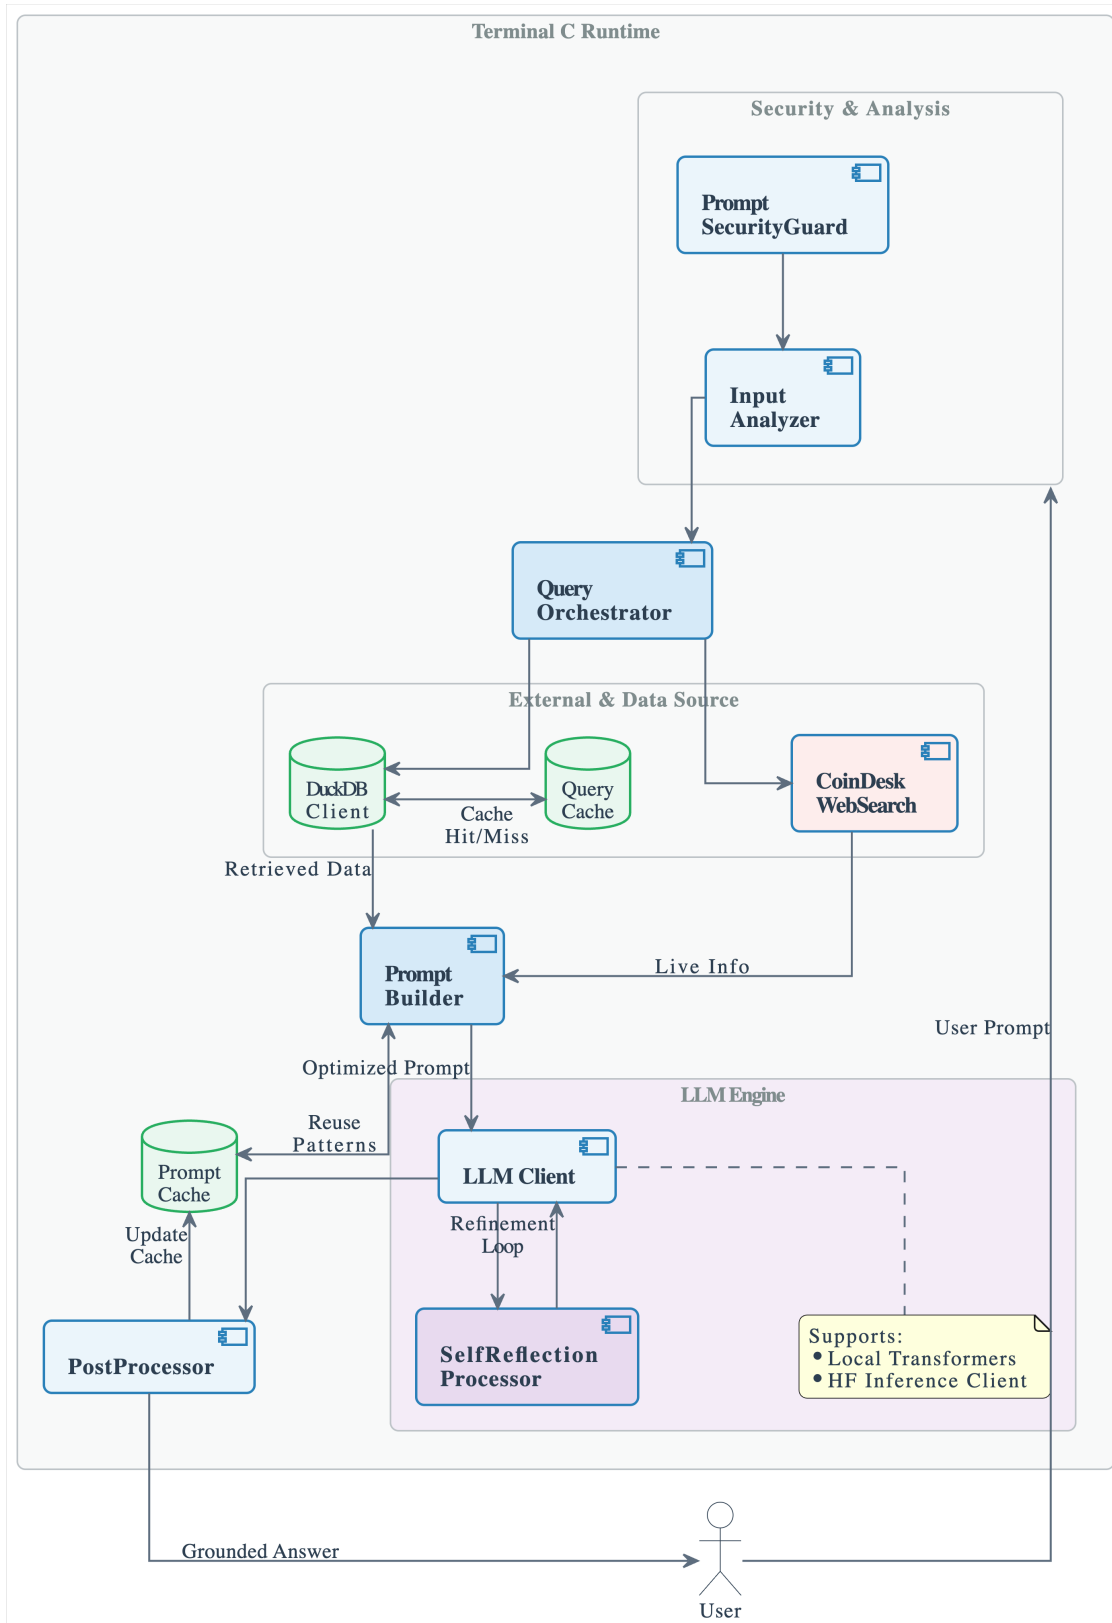 Terminal C Runtime
Security & Analysis
Prompt
SecurityGuard
Input
Analyzer
Query
Orchestrator
External & Data Source
DuckDB
Client
Cache
Hit/Miss
Query
Cache
CoinDesk
WebSearch
Retrieved Data
Prompt
Builder
Live Info
User Prompt
Optimized Prompt
LLM Engine
Reuse
Patterns
Prompt
Cache
LLM Client
Refinement
Loop
Update
Cache
PostProcessor
SelfReflection
Processor
Supports:
• Local Transformers
• HF Inference Client
Grounded Answer
User